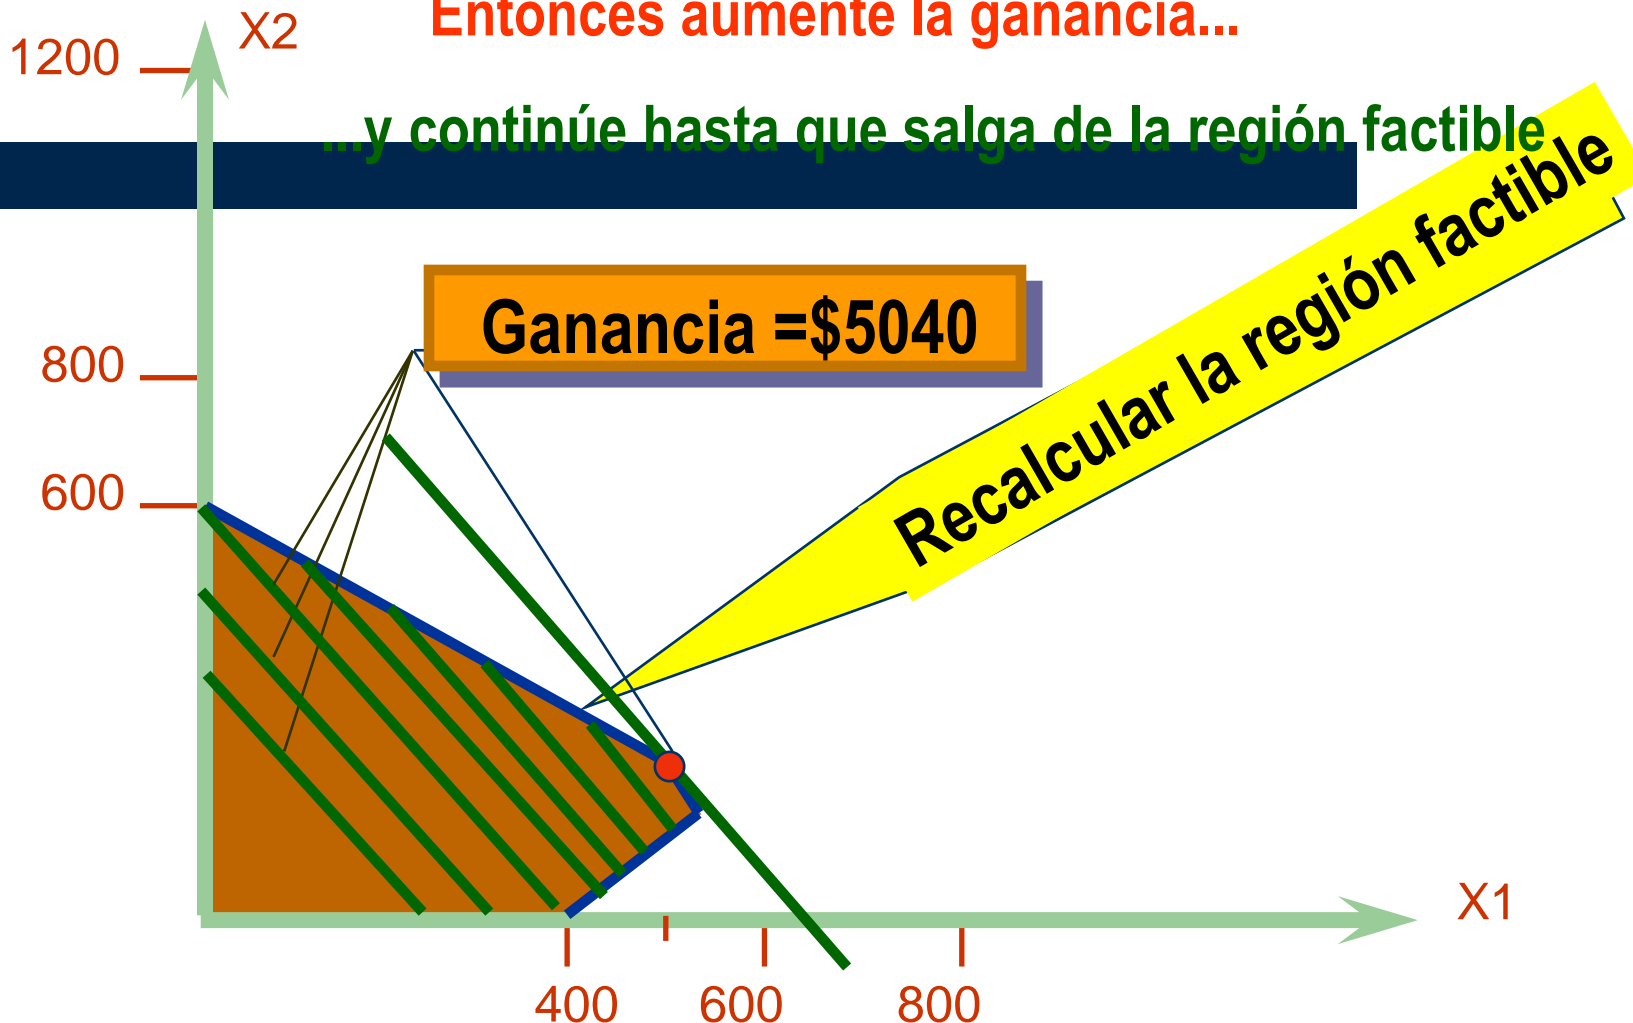 Entonces aumente la ganancia...
X2
1200
...y continúe hasta que salga de la región factible
Ganancia =$5040
Recalcular la región factible
800
600
X1
400
600
800